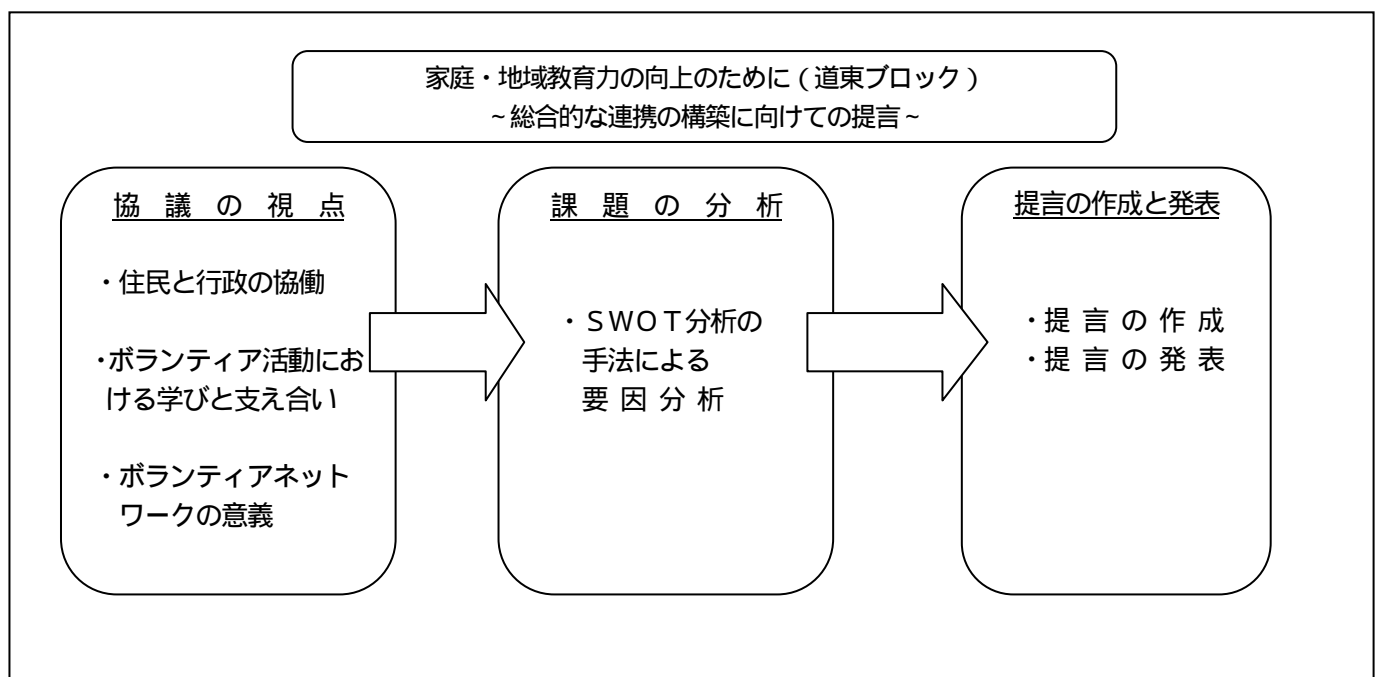 家庭・地域教育力の向上のために(道東ブロック)
~総合的な連携の構築に向けての提言~
協議の視点
・住民と行政の協働
・ボランティア活動にお
ける学びと支え合い
・ボランティアネット
ワークの意義
課題の分析
・SWOT分析の
手法による
要因分析
提言の作成と発表
・提言の作成
・提言の発表